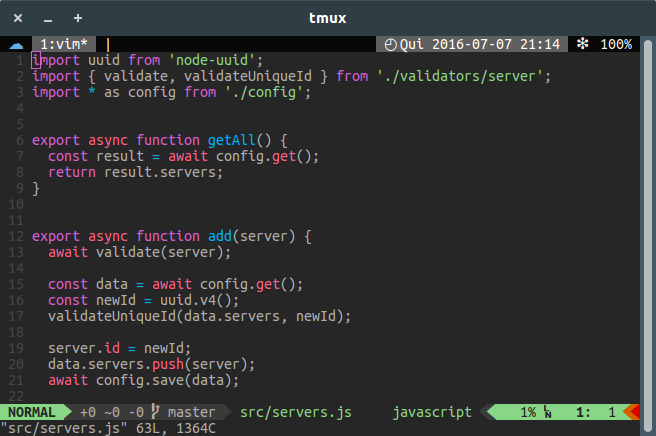 tmux
1:vim* | Qui 2016-07-07 21:14 100%
1 import uuid from 'node-uuid';
2 import { validate, validateUniqueId } from './validators/server';
3 import * as config from './config';
4
5
6 export async function getAll() {
7 const result = await config.get();
8 return result.servers;
9 }
10
11
12 export async function add(server) {
13 await validate(server);
14
15 const data = await config.get();
16 const newId = uuid.v4();
17 validateUniqueId(data.servers, newId);
18
19 server.id = newId;
20 data.servers.push(server);
21 await config.save(data);
22
NORMAL +0 ~0 -0 master src/servers.js javascript 1% LN 1: 1
"src/servers.js" 63L, 1364C